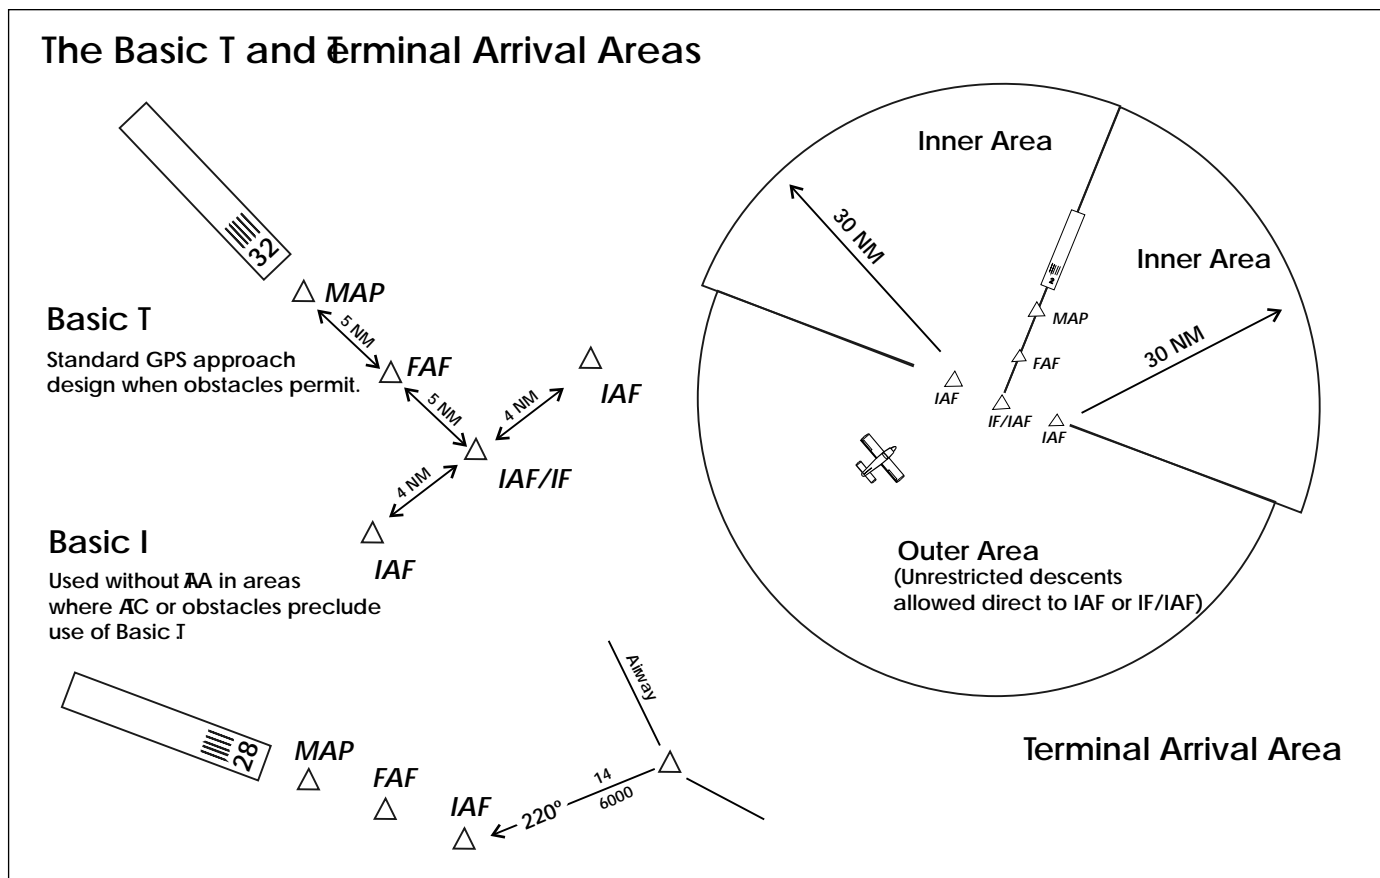 The Basic T and Terminal Arrival Areas
32
MAP
5 NM
Basic T
Standard GPS approach
design when obstacles permit.
FAF
5 NM
4 NM
IAF
IAF/IF
4 NM
IAF
Basic I
Used without TAA in areas
where ATC or obstacles preclude
use of Basic T.
28
MAP
FAF
IAF
220°
14
6000
Airway
Inner Area
30 NM
Inner Area
30 NM
MAP
FAF
IAF
IF/IAF
IAF
Outer Area
(Unrestricted descents
allowed direct to IAF or IF/IAF)
Terminal Arrival Area